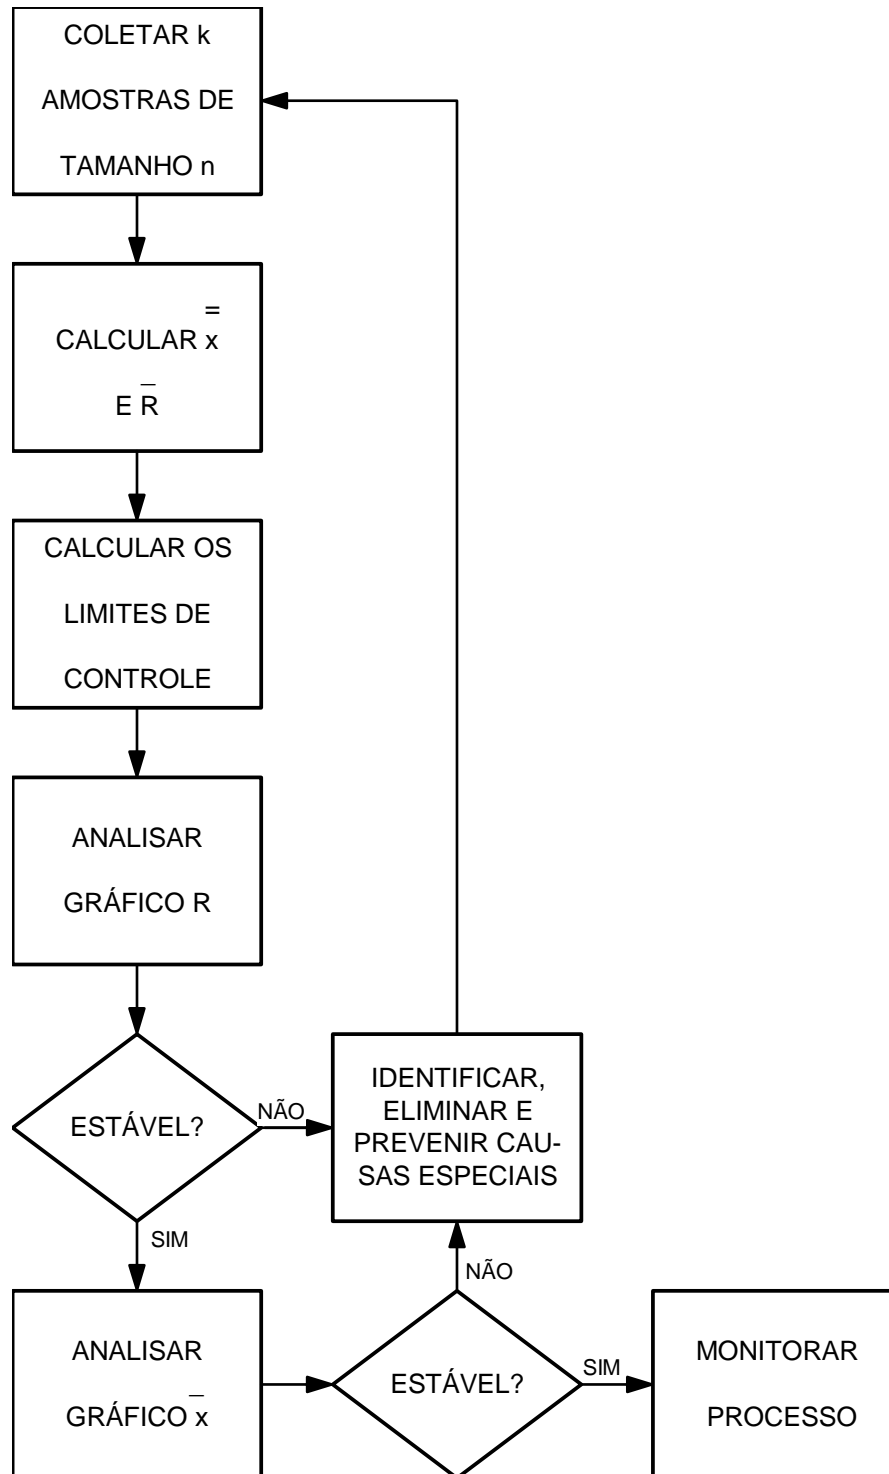 COLETAR k
AMOSTRAS DE
TAMANHO n
=
CALCULAR x
_
E R
CALCULAR OS
LIMITES DE
CONTROLE
ANALISAR
GRÁFICO R
ESTÁVEL?
NÃO
IDENTIFICAR,
ELIMINAR E
PREVENIR CAU-
SAS ESPECIAIS
SIM
ANALISAR
_
GRÁFICO x
ESTÁVEL?
NÃO
SIM
MONITORAR
PROCESSO